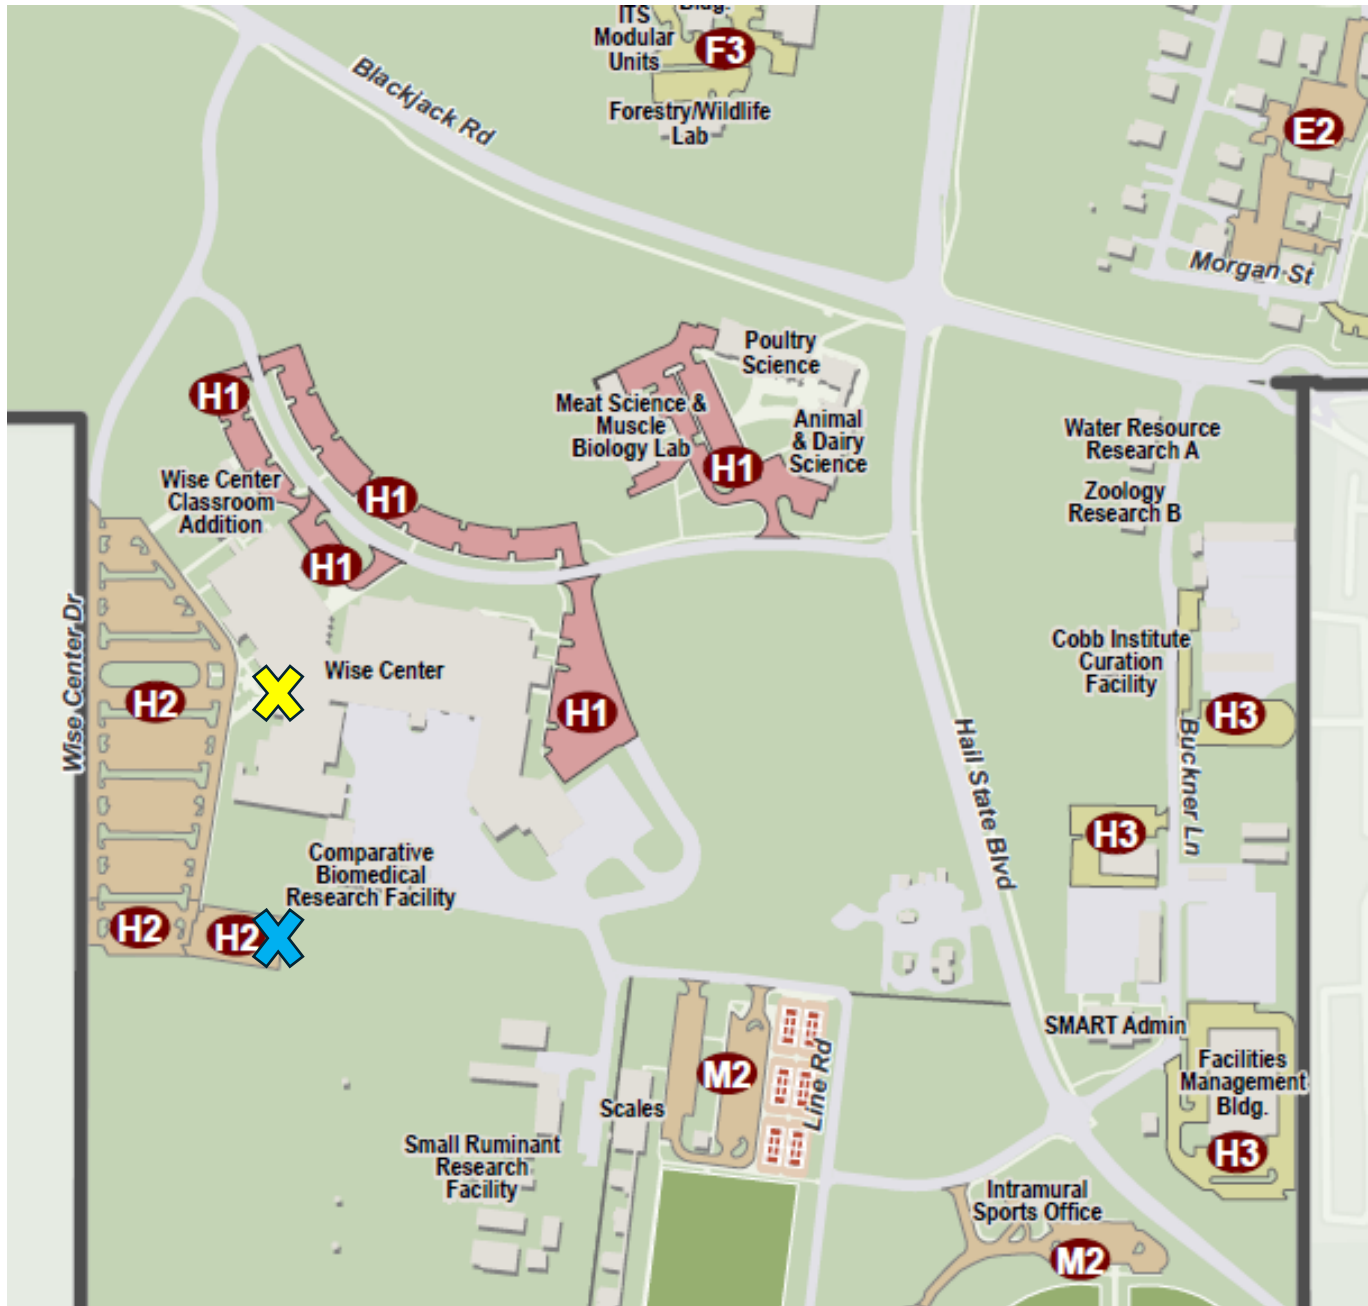 ITS
Modular
Units
Bldg.
F3
Forestry/Wildlife
Lab
Blackjack Rd
E2
Morgan St
Poultry
Science
Meat Science &
Muscle
Biology Lab
Animal
& Dairy
Science
H1
H1
H1
H1
H1
Wise Center
Classroom
Addition
Water Resource
Research A
Zoology
Research B
Wise Center Dr
Wise Center
H2
Cobb Institute
Curation
Facility
H3
Hail State Blvd
Buckner Ln
H3
Comparative
Biomedical
Research Facility
H2
H2
SMART Admin
Facilities
Management
Bldg.
H3
M2
Line Rd
Scales
Small Ruminant
Research
Facility
Intramural
Sports Office
M2